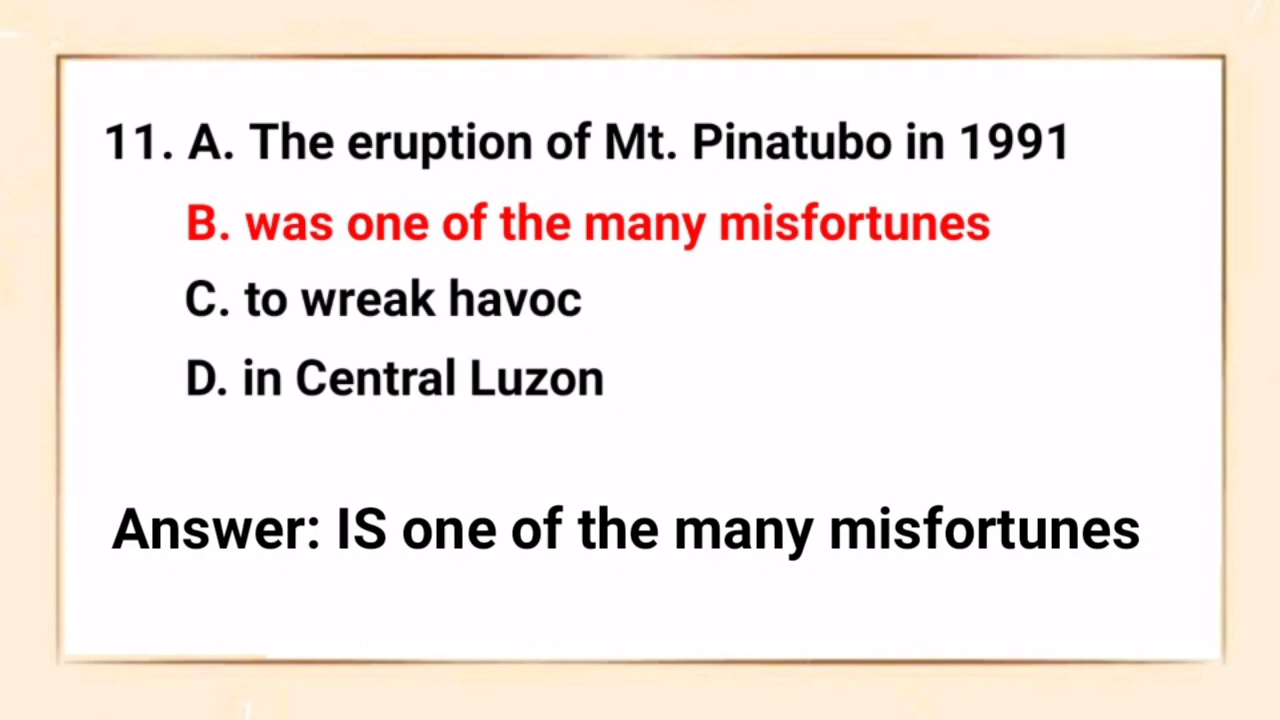 11. A. The eruption of Mt. Pinatubo in 1991
B. was one of the many misfortunes
C. to wreak havoc
D. in Central Luzon
Answer: IS one of the many misfortunes